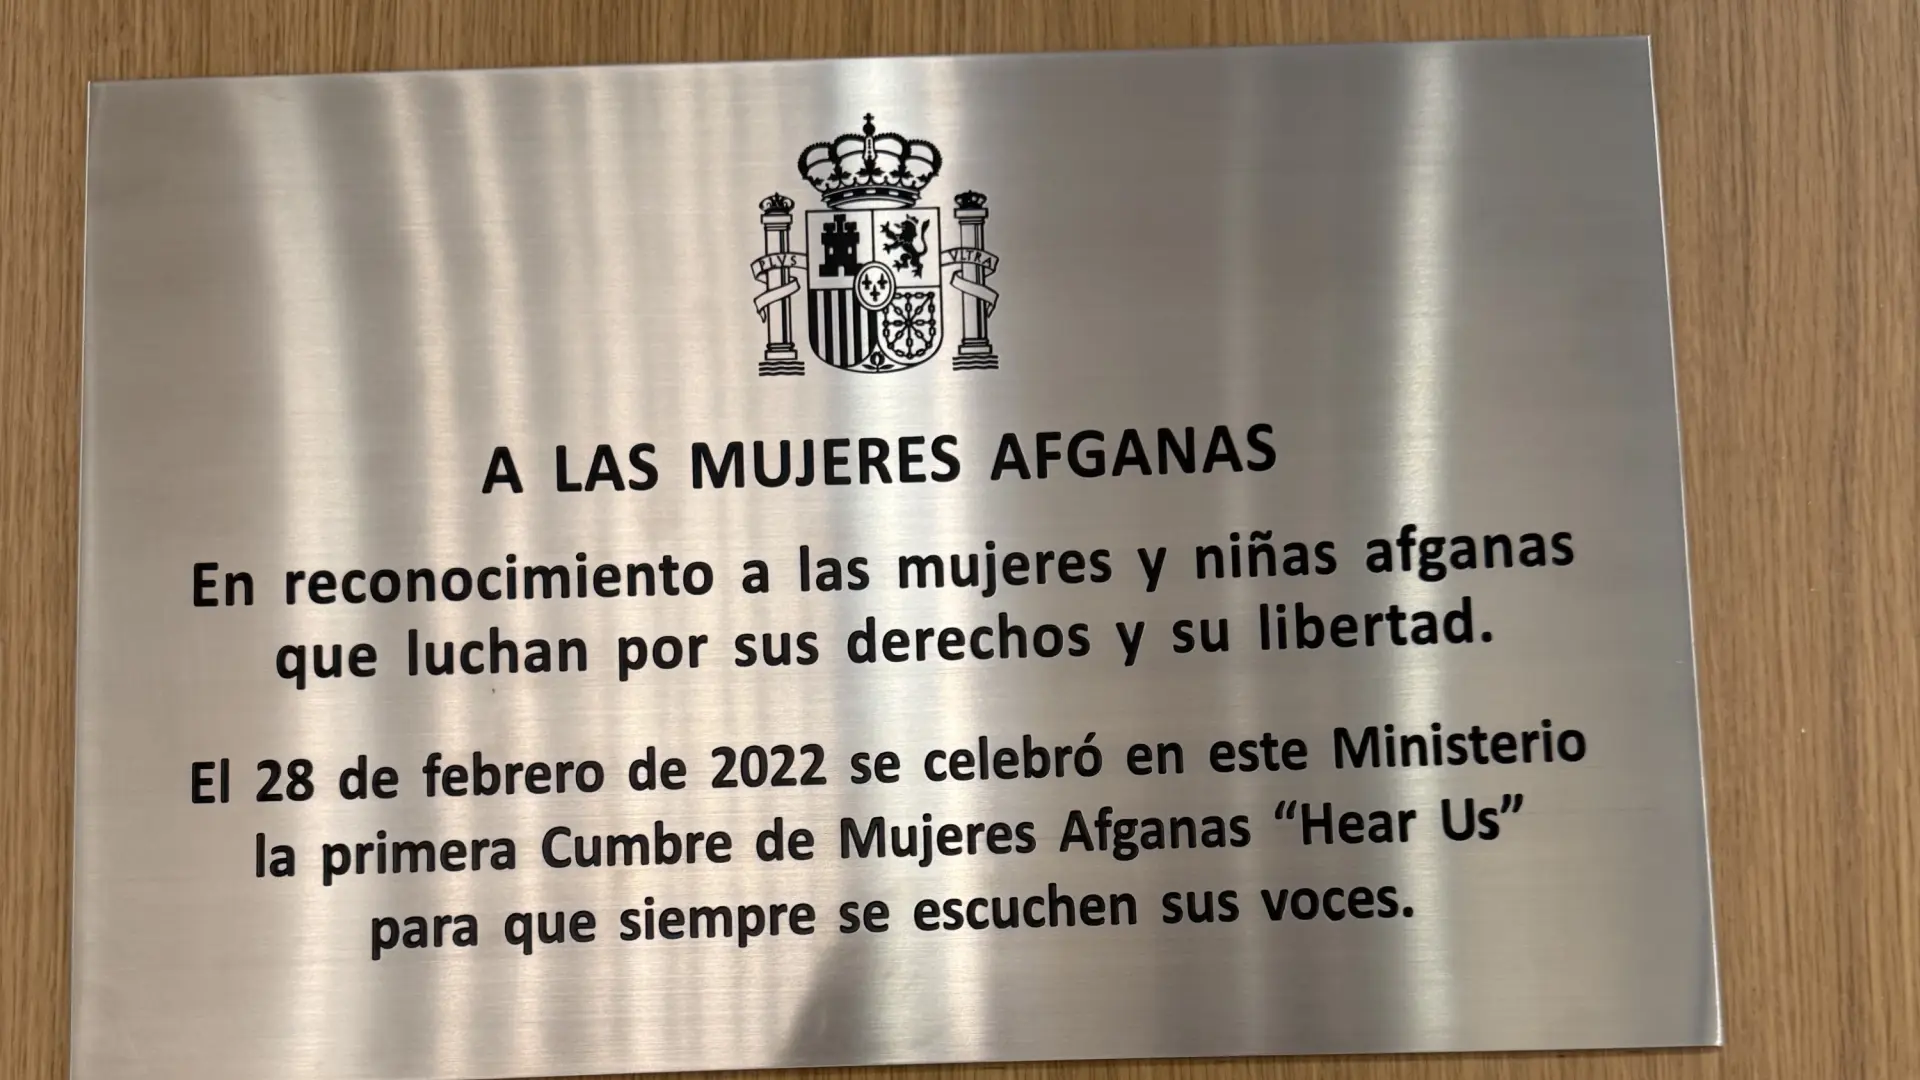 PLVS VLTRA
A LAS MUJERES AFGANAS
En reconocimiento a las mujeres y niñas afganas
que luchan por sus derechos y su libertad.
El 28 de febrero de 2022 se celebró en este Ministerio
la primera Cumbre de Mujeres Afganas “Hear Us”
para que siempre se escuchen sus voces.